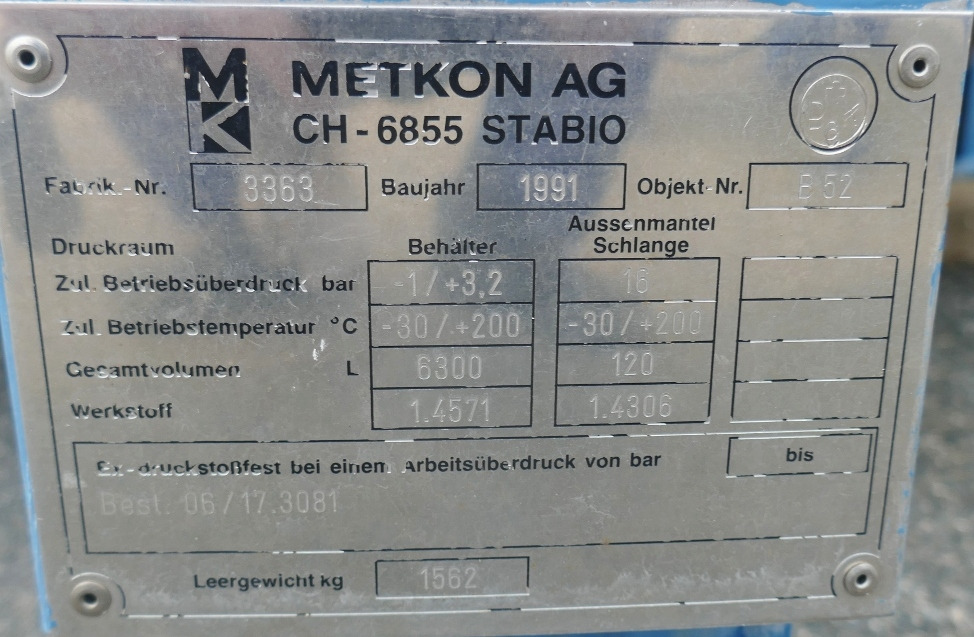 MK METKON AG
CH-6855 STABIO
Fabrik.-Nr. 3363 Baujahr 1991 Objekt-Nr. B 52
Aussenmantel
Druckraum Behälter Schlange
Zul. Betriebsüberdruck bar -1/+3,2 16
Zul. Betriebstemperatur °C -30/+200 -30/+200
Gesamtvolumen L 6300 120
Werkstoff 1.4571 1.4306
Ex-druckstoßfest bei einem Arbeitsüberdruck von bar bis
Best. 06/17.3081
Leergewicht kg 1562